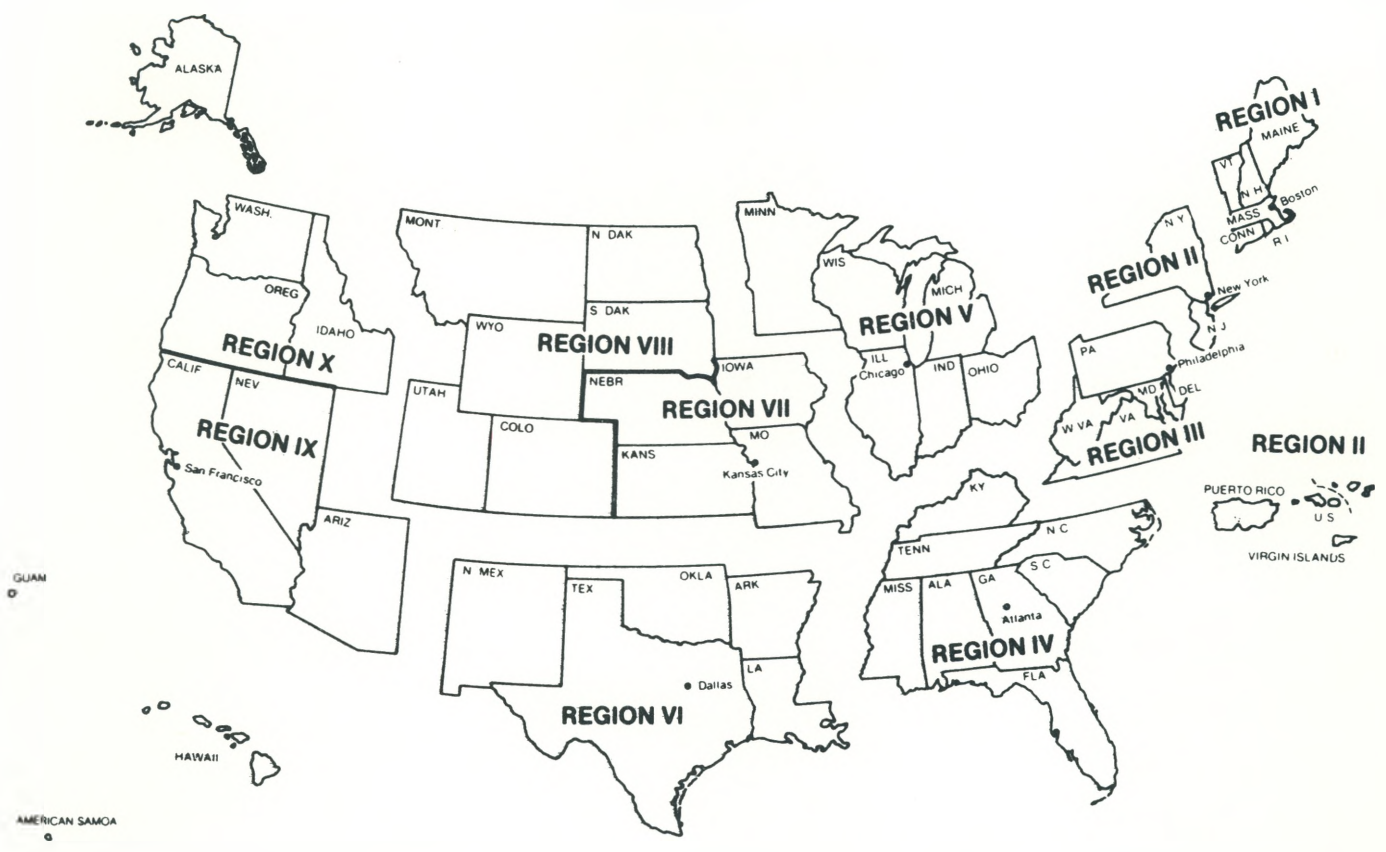 ALASKA
REGION I
MAINE
VT
N H
MASS
Boston
CONN
R I
WASH.
OREG
IDAHO
REGION X
MONT
N DAK
S DAK
WYO
REGION VIII
UTAH
COLO
MINN
WIS
MICH
REGION V
ILL
Chicago
IND
OHIO
N Y
REGION II
New York
N J
PA
Philadelphia
MD
DEL
W VA
VA
REGION III
CALIF
NEV
REGION IX
San Francisco
ARIZ
NEBR
IOWA
REGION VII
KANS
MO
Kansas City
REGION II
PUERTO RICO
U S
VIRGIN ISLANDS
KY
TENN
N C
S C
MISS
ALA
GA
Atlanta
REGION IV
FLA
N MEX
TEX
OKLA
ARK
LA
Dallas
REGION VI
GUAM
HAWAII
AMERICAN SAMOA